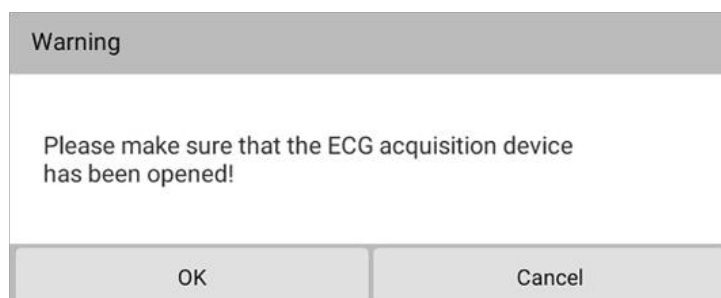 Warning
Please make sure that the ECG acquisition device
has been opened!
OK
Cancel